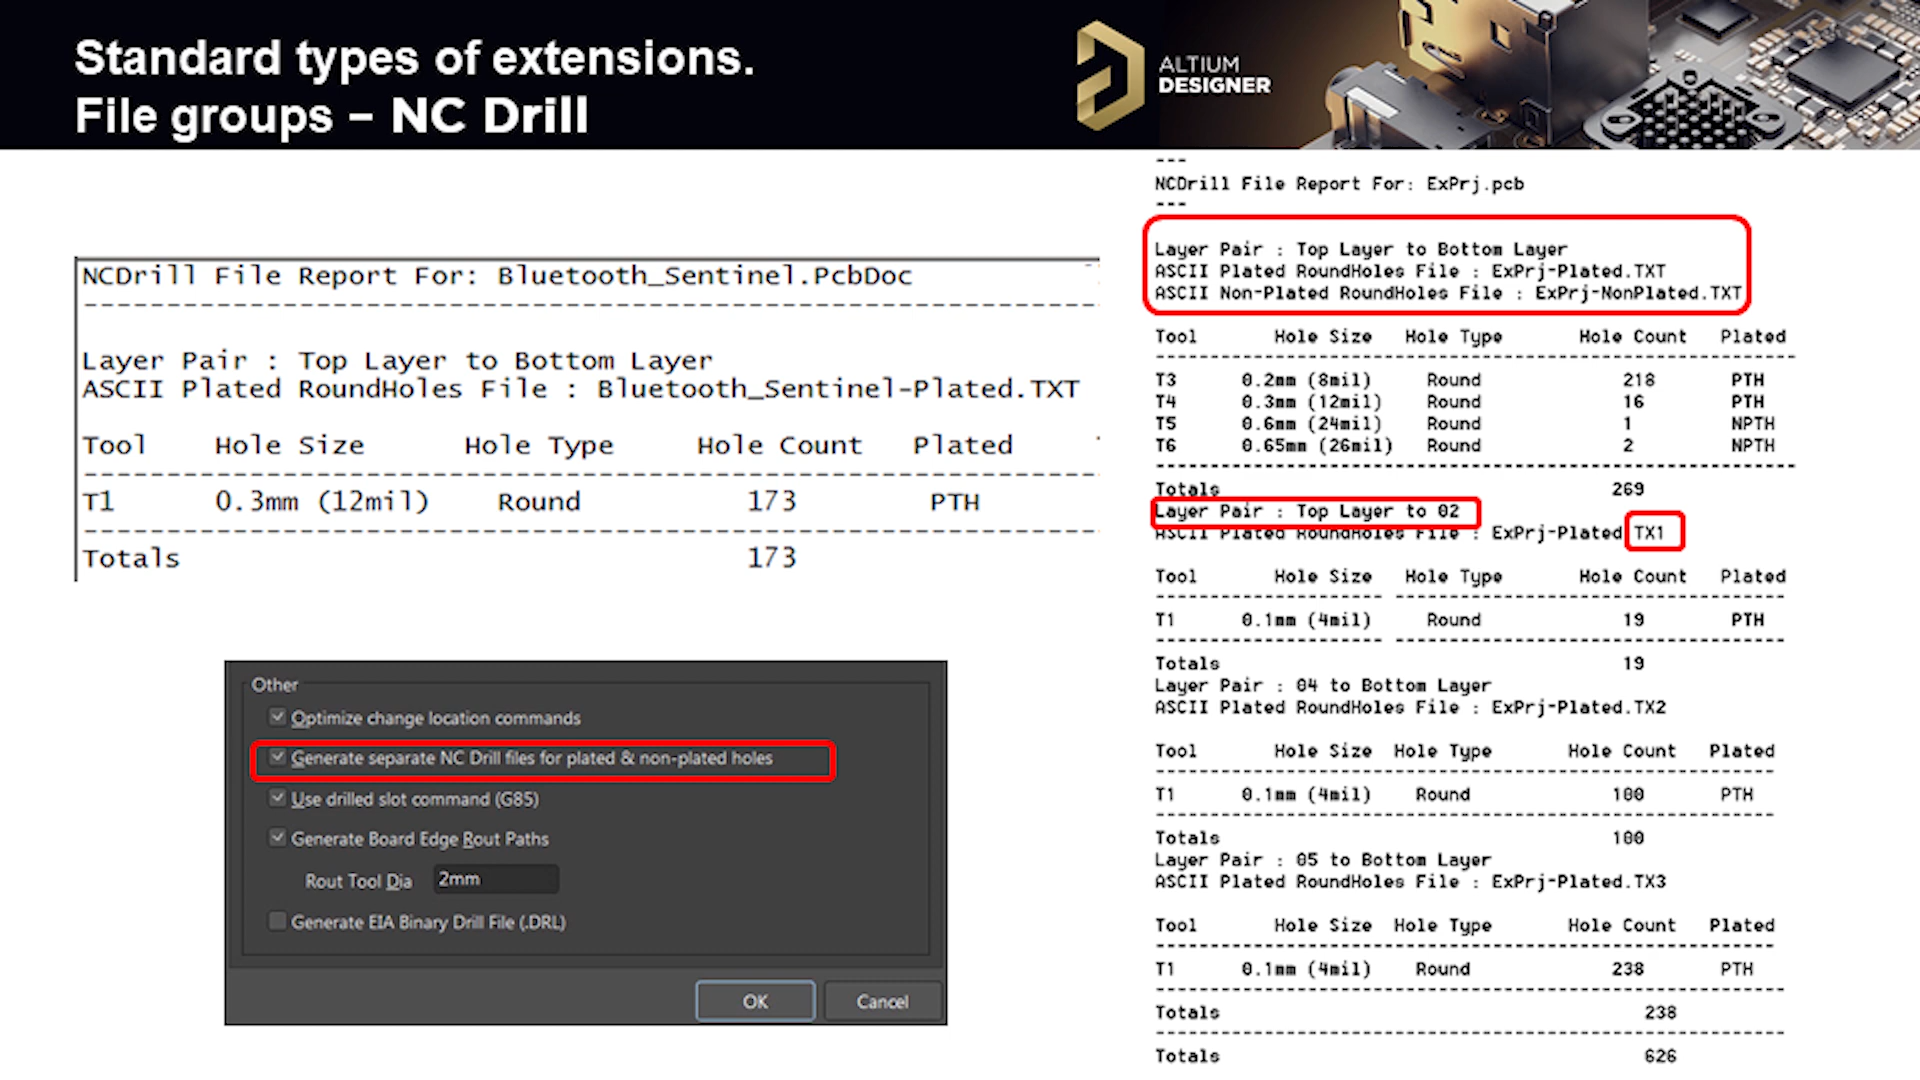 Standard types of extensions.
File groups – NC Drill
ALTIUM
DESIGNER
NCDrill File Report For: Bluetooth_Sentinel.PcbDoc
Layer Pair : Top Layer to Bottom Layer
ASCII Plated RoundHoles File : Bluetooth_Sentinel-Plated.TXT
Tool Hole Size Hole Type Hole Count Plated
T1 0.3mm (12mil) Round 173 PTH
Totals 173
Other
Optimize change location commands
Generate separate NC Drill files for plated & non-plated holes
Use drilled slot command (G85)
Generate Board Edge Rout Paths
Rout Tool Dia 2mm
Generate EIA Binary Drill File (.DRL)
OK Cancel
---
NCDrill File Report For: ExPrj.pcb
---
Layer Pair : Top Layer to Bottom Layer
ASCII Plated RoundHoles File : ExPrj-Plated.TXT
ASCII Non-Plated RoundHoles File : ExPrj-NonPlated.TXT
Tool Hole Size Hole Type Hole Count Plated
T3 0.2mm (8mil) Round 218 PTH
T4 0.3mm (12mil) Round 16 PTH
T5 0.6mm (24mil) Round 1 NPTH
T6 0.65mm (26mil) Round 2 NPTH
Totals 269
Layer Pair : Top Layer to 02
ASCII Plated RoundHoles File : ExPrj-Plated TX1
Tool Hole Size Hole Type Hole Count Plated
T1 0.1mm (4mil) Round 19 PTH
Totals 19
Layer Pair : 04 to Bottom Layer
ASCII Plated RoundHoles File : ExPrj-Plated.TX2
Tool Hole Size Hole Type Hole Count Plated
T1 0.1mm (4mil) Round 100 PTH
Totals 100
Layer Pair : 05 to Bottom Layer
ASCII Plated RoundHoles File : ExPrj-Plated.TX3
Tool Hole Size Hole Type Hole Count Plated
T1 0.1mm (4mil) Round 238 PTH
Totals 238
Totals 626